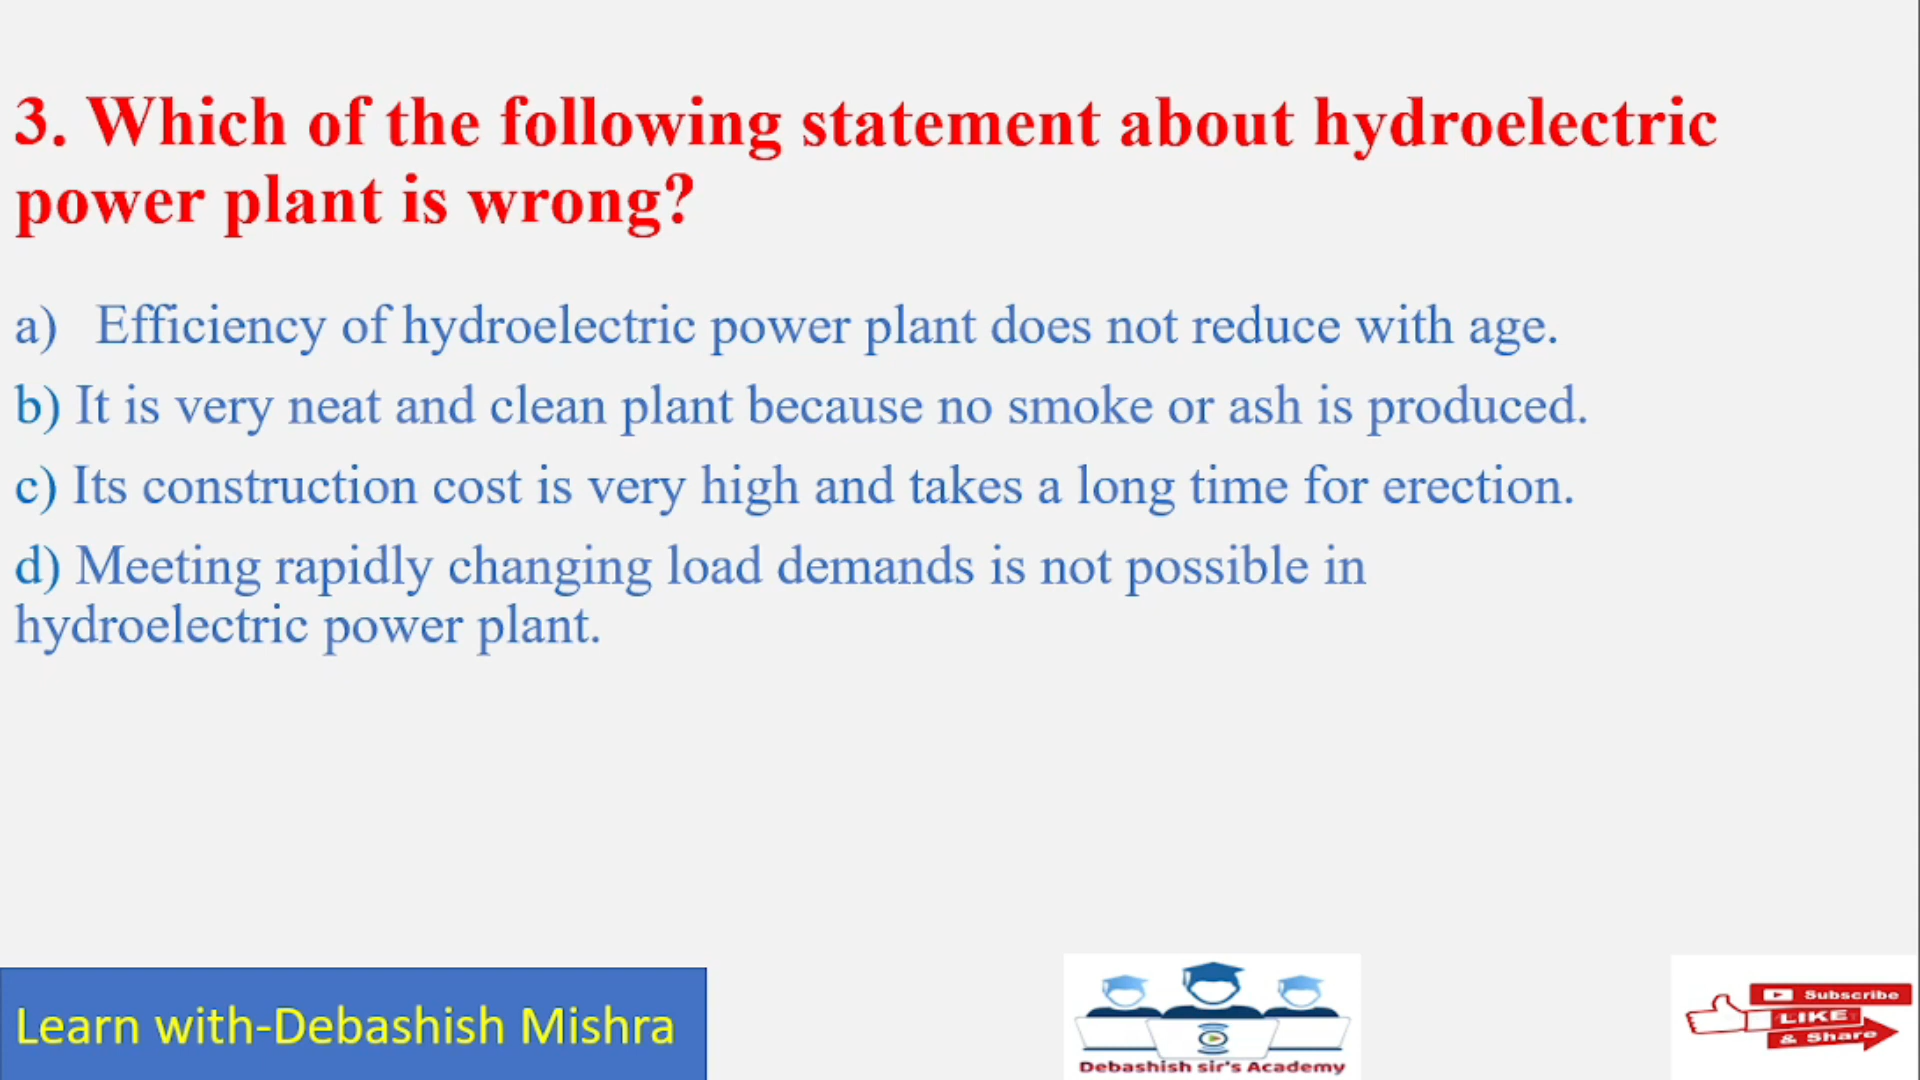 3. Which of the following statement about hydroelectric
power plant is wrong?
a) Efficiency of hydroelectric power plant does not reduce with age.
b) It is very neat and clean plant because no smoke or ash is produced.
c) Its construction cost is very high and takes a long time for erection.
d) Meeting rapidly changing load demands is not possible in
hydroelectric power plant.
Learn with-Debashish Mishra
Debashish sir's Academy
Subscribe
LIKE
& Share